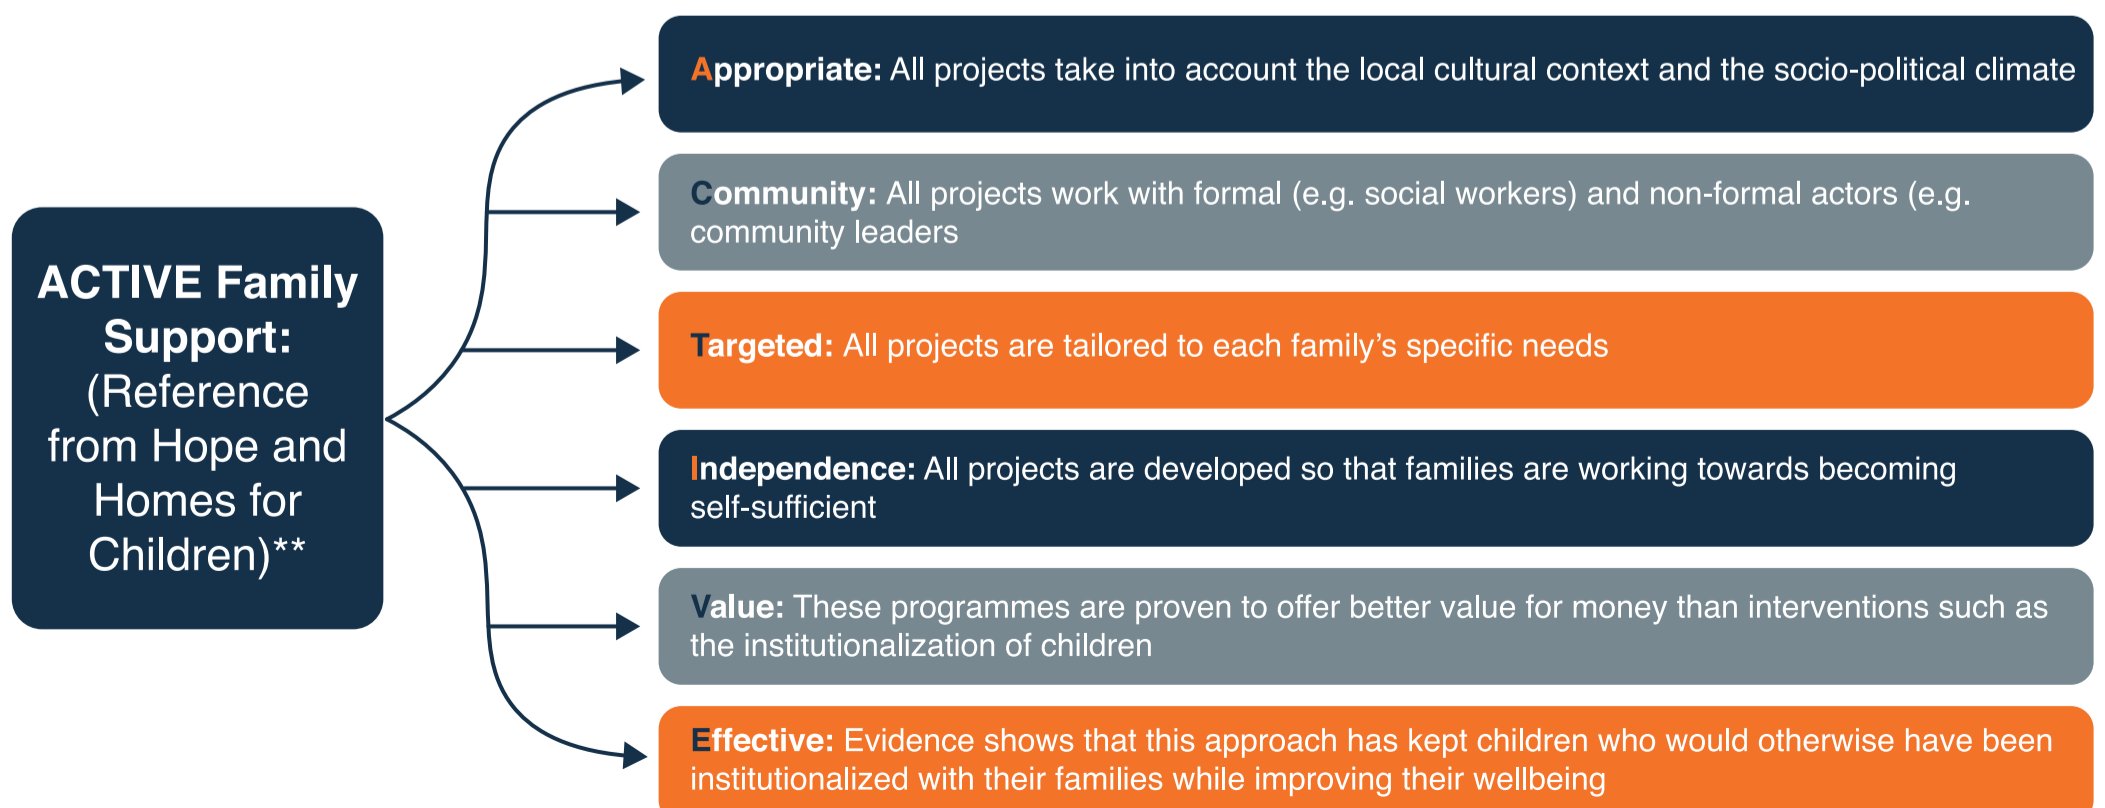 ACTIVE Family
Support:
(Reference
from Hope and
Homes for
Children)**
Appropriate: All projects take into account the local cultural context and the socio-political climate
Community: All projects work with formal (e.g. social workers) and non-formal actors (e.g.
community leaders
Targeted: All projects are tailored to each family’s specific needs
Independence: All projects are developed so that families are working towards becoming
self-sufficient
Value: These programmes are proven to offer better value for money than interventions such as
the institutionalization of children
Effective: Evidence shows that this approach has kept children who would otherwise have been
institutionalized with their families while improving their wellbeing